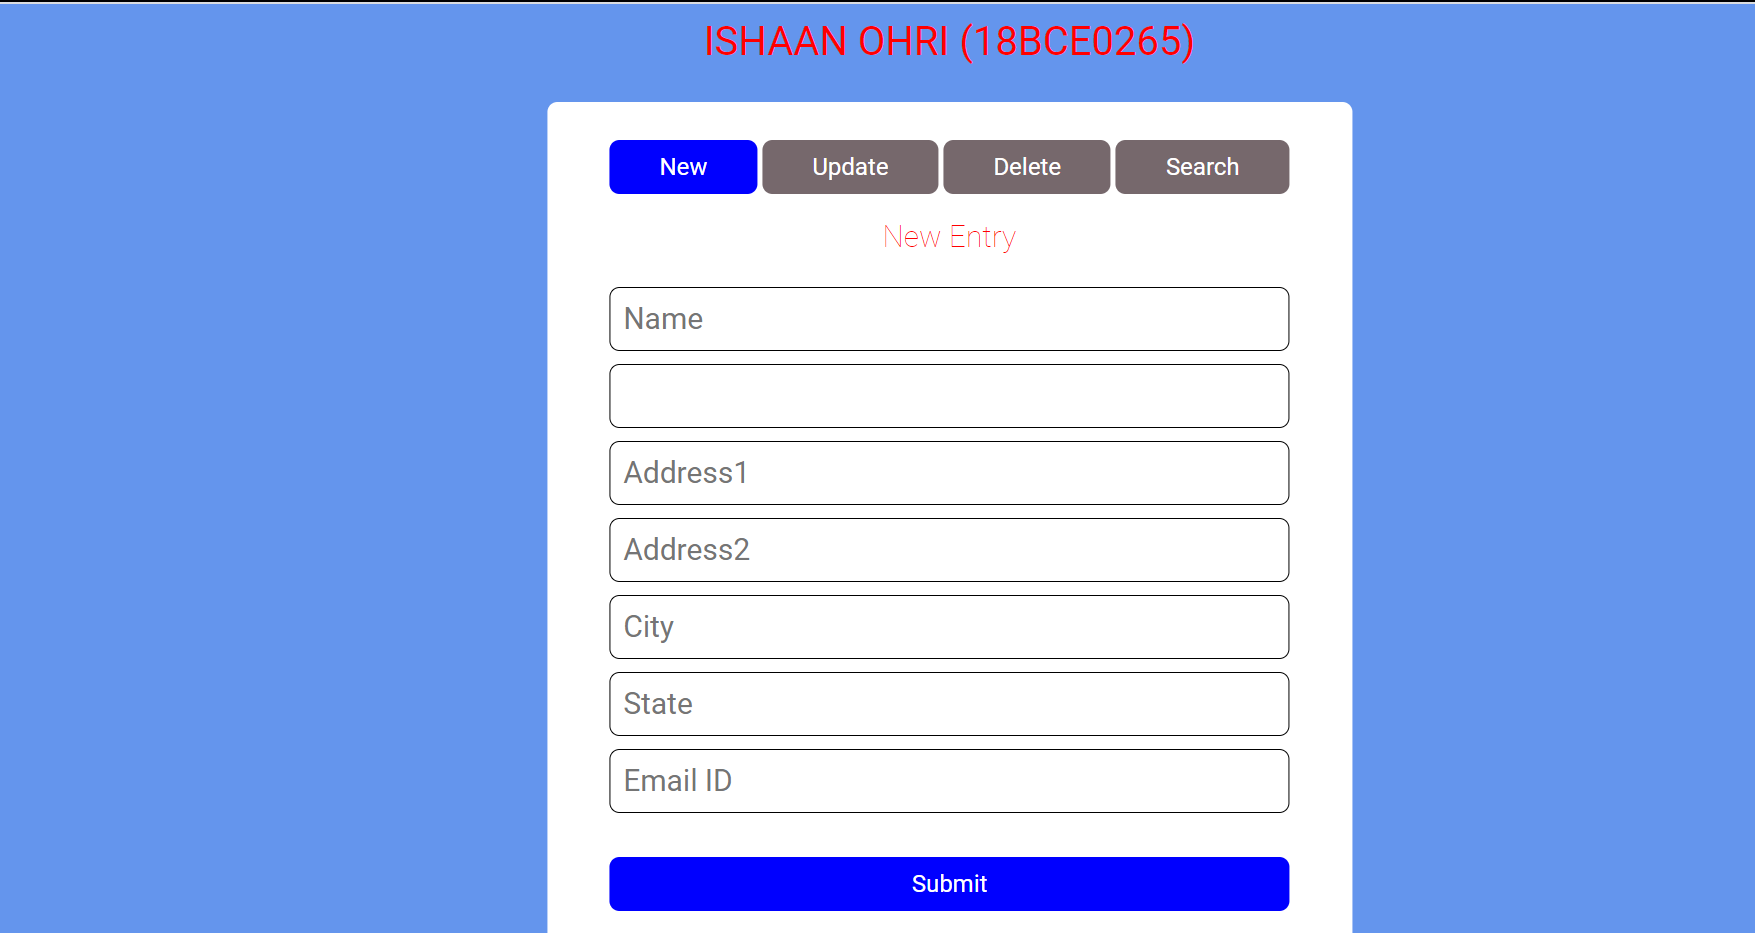 ISHAAN OHRI (18BCE0265)
New Update Delete Search
New Entry
Name
Address1
Address2
City
State
Email ID
Submit